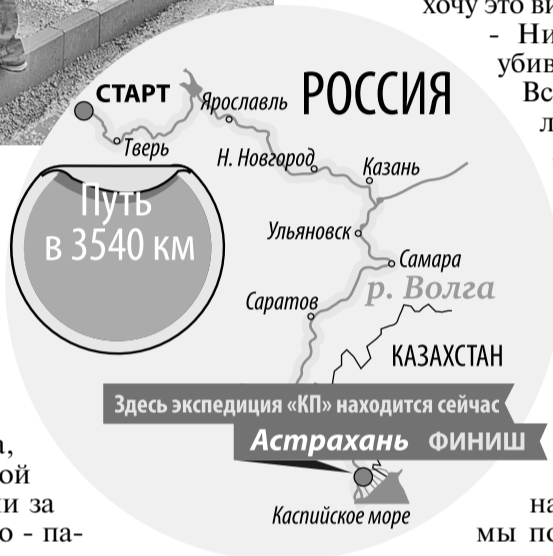 хочу это ви
- Ни
убив
Вс
л
СТАРТ
Ярославль
РОССИЯ
Тверь
Н. Новгород
Казань
Путь
в 3540 км
Ульяновск
Самара
р. Волга
Саратов
КАЗАХСТАН
Здесь экспедиция «КП» находится сейчас
Астрахань ФИНИШ
Каспийское море
а,
ой
и за
о - па-
на
мы по